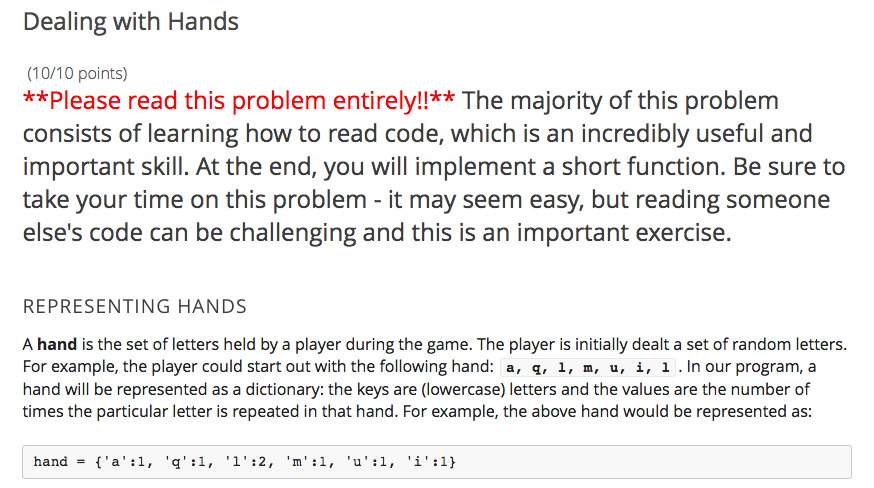 Dealing with Hands
(10/10 points)
**Please read this problem entirely!!** The majority of this problem
consists of learning how to read code, which is an incredibly useful and
important skill. At the end, you will implement a short function. Be sure to
take your time on this problem - it may seem easy, but reading someone
else's code can be challenging and this is an important exercise.
REPRESENTING HANDS
A hand is the set of letters held by a player during the game. The player is initially dealt a set of random letters.
For example, the player could start out with the following hand: a, q, l, m, u, i, l . In our program, a
hand will be represented as a dictionary: the keys are (lowercase) letters and the values are the number of
times the particular letter is repeated in that hand. For example, the above hand would be represented as:
hand = {'a':1, 'q':1, 'l':2, 'm':1, 'u':1, 'i':1}